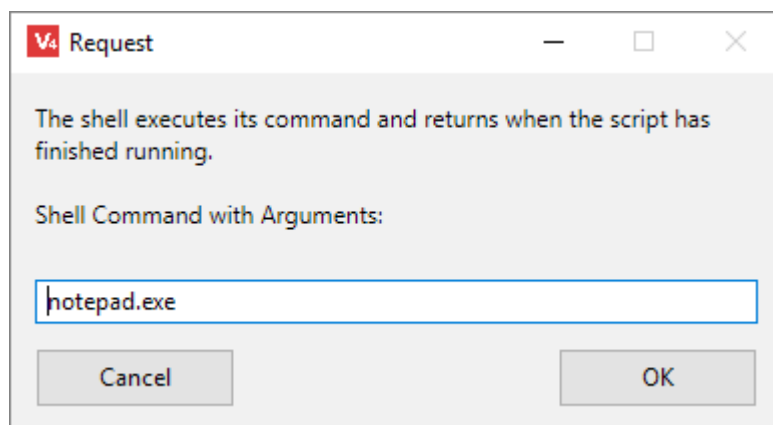 V4 Request
The shell executes its command and returns when the script has
finished running.
Shell Command with Arguments:
notepad.exe
Cancel OK